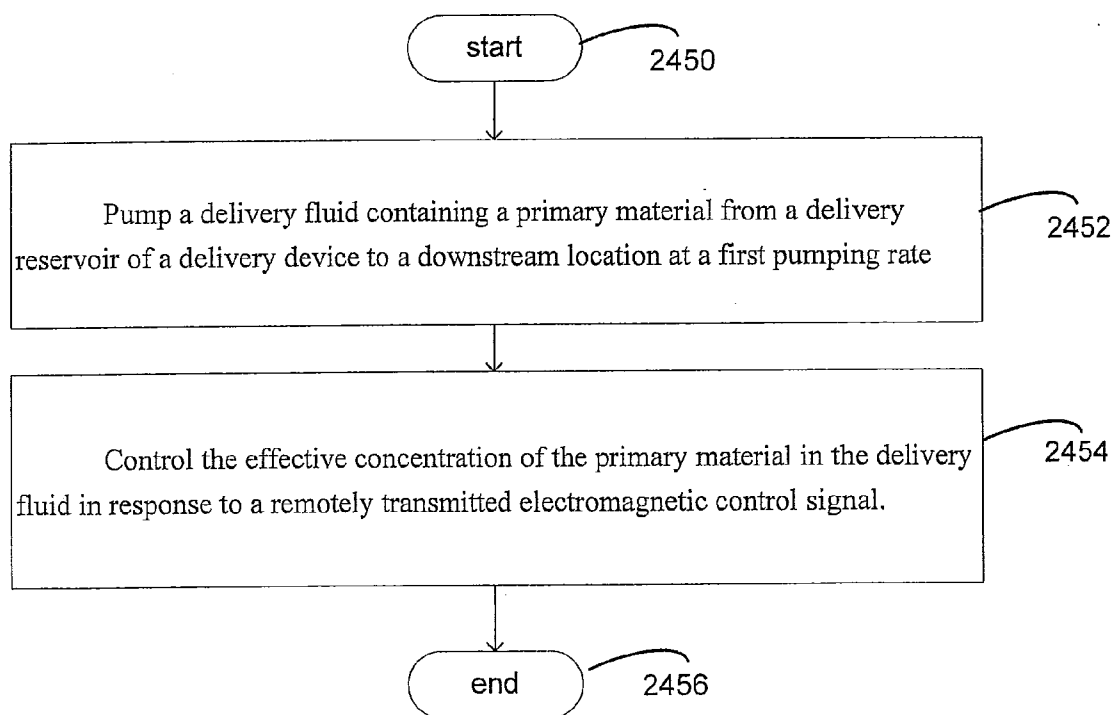 start
2450
Pump a delivery fluid containing a primary material from a delivery
reservoir of a delivery device to a downstream location at a first pumping rate
2452
Control the effective concentration of the primary material in the delivery
fluid in response to a remotely transmitted electromagnetic control signal.
2454
end
2456